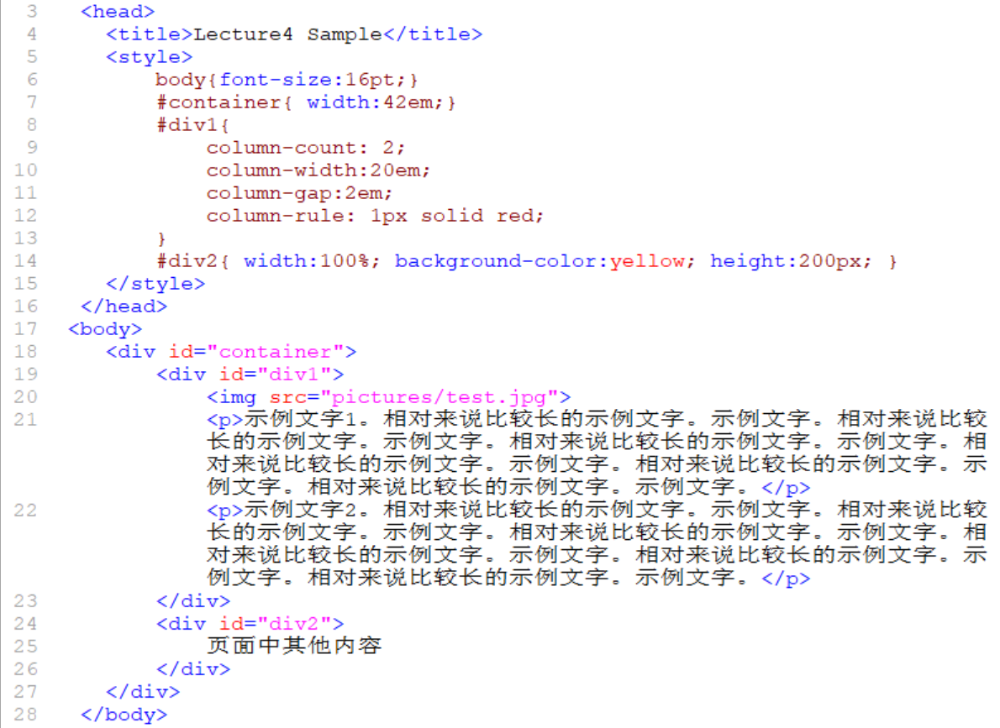 3 <head>
4 <title>Lecture4 Sample</title>
5 <style>
6 body{font-size:16pt;}
7 #container{ width:42em;}
8 #div1{
9 column-count: 2;
10 column-width:20em;
11 column-gap:2em;
12 column-rule: 1px solid red;
13 }
14 #div2{ width:100%; background-color:yellow; height:200px; }
15 </style>
16 </head>
17 <body>
18 <div id="container">
19 <div id="div1">
20 <img src="pictures/test.jpg">
21 <p>示例文字1。相对来说比较长的示例文字。示例文字。相对来说比较
长的示例文字。示例文字。相对来说比较长的示例文字。示例文字。相
对来说比较长的示例文字。示例文字。相对来说比较长的示例文字。示
例文字。相对来说比较长的示例文字。示例文字。</p>
22 <p>示例文字2。相对来说比较长的示例文字。示例文字。相对来说比较
长的示例文字。示例文字。相对来说比较长的示例文字。示例文字。相
对来说比较长的示例文字。示例文字。相对来说比较长的示例文字。示
例文字。相对来说比较长的示例文字。示例文字。</p>
23 </div>
24 <div id="div2">
25 页面中其他内容
26 </div>
27 </div>
28 </body>